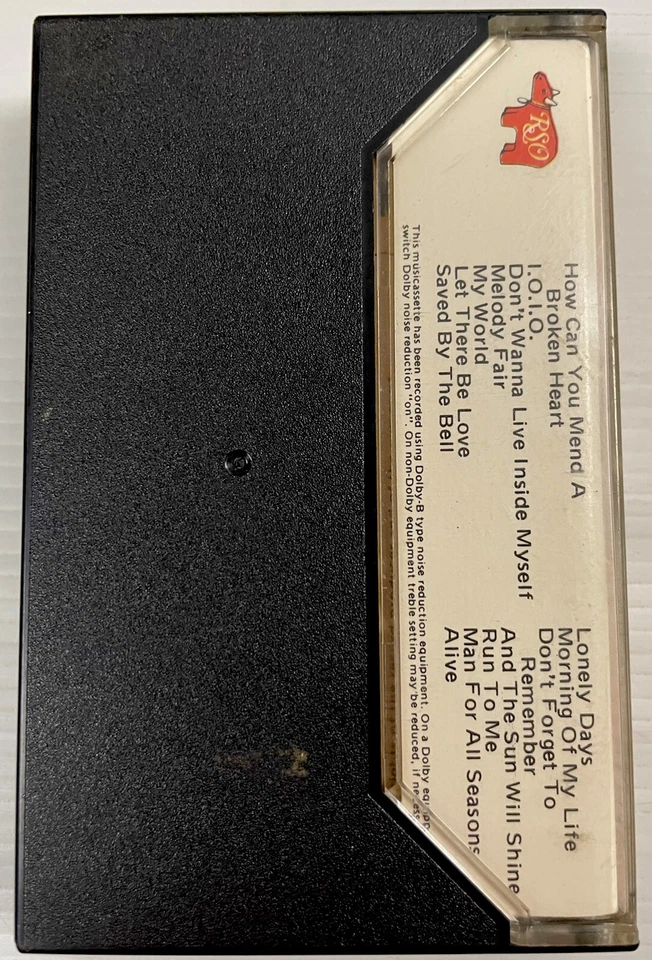 RSO
How Can You Mend A
Broken Heart
I.O.I.O.
Don't Wanna Live Inside Myself
Melody Fair
My World
Let There Be Love
Saved By The Bell
Lonely Days
Morning Of My Life
Don't Forget To
Remember
And The Sun Will Shine
Run To Me
Man For All Seasons
Alive
This musicassette has been recorded using Dolby-B type noise reduction equipment. On a Dolby
switch Dolby noise reduction "on". On non-Dolby equipment treble setting may be reduced, if